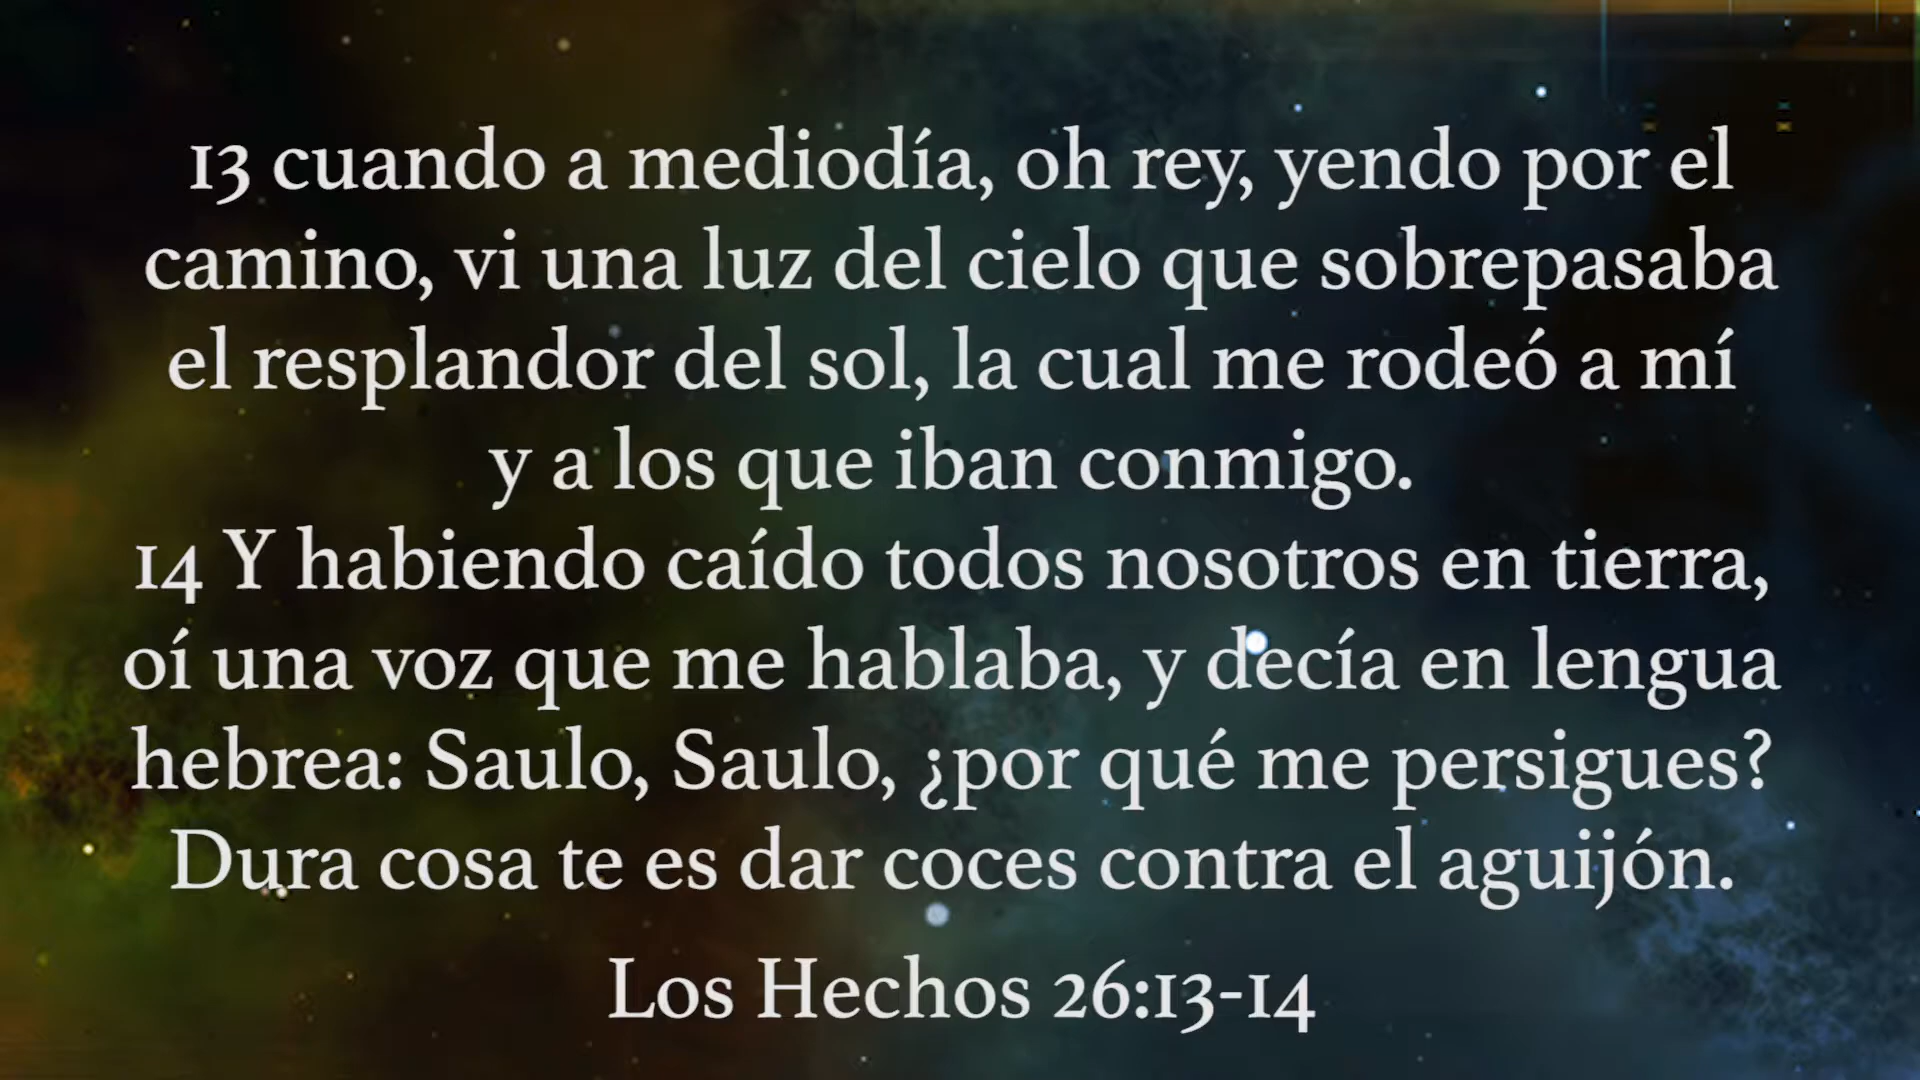 13 cuando a mediodía, oh rey, yendo por el
camino, vi una luz del cielo que sobrepasaba
el resplandor del sol, la cual me rodeó a mí
y a los que iban conmigo.
14 Y habiendo caído todos nosotros en tierra,
oí una voz que me hablaba, y decía en lengua
hebrea: Saulo, Saulo, ¿por qué me persigues?
Dura cosa te es dar coces contra el aguijón.
Los Hechos 26:13-14